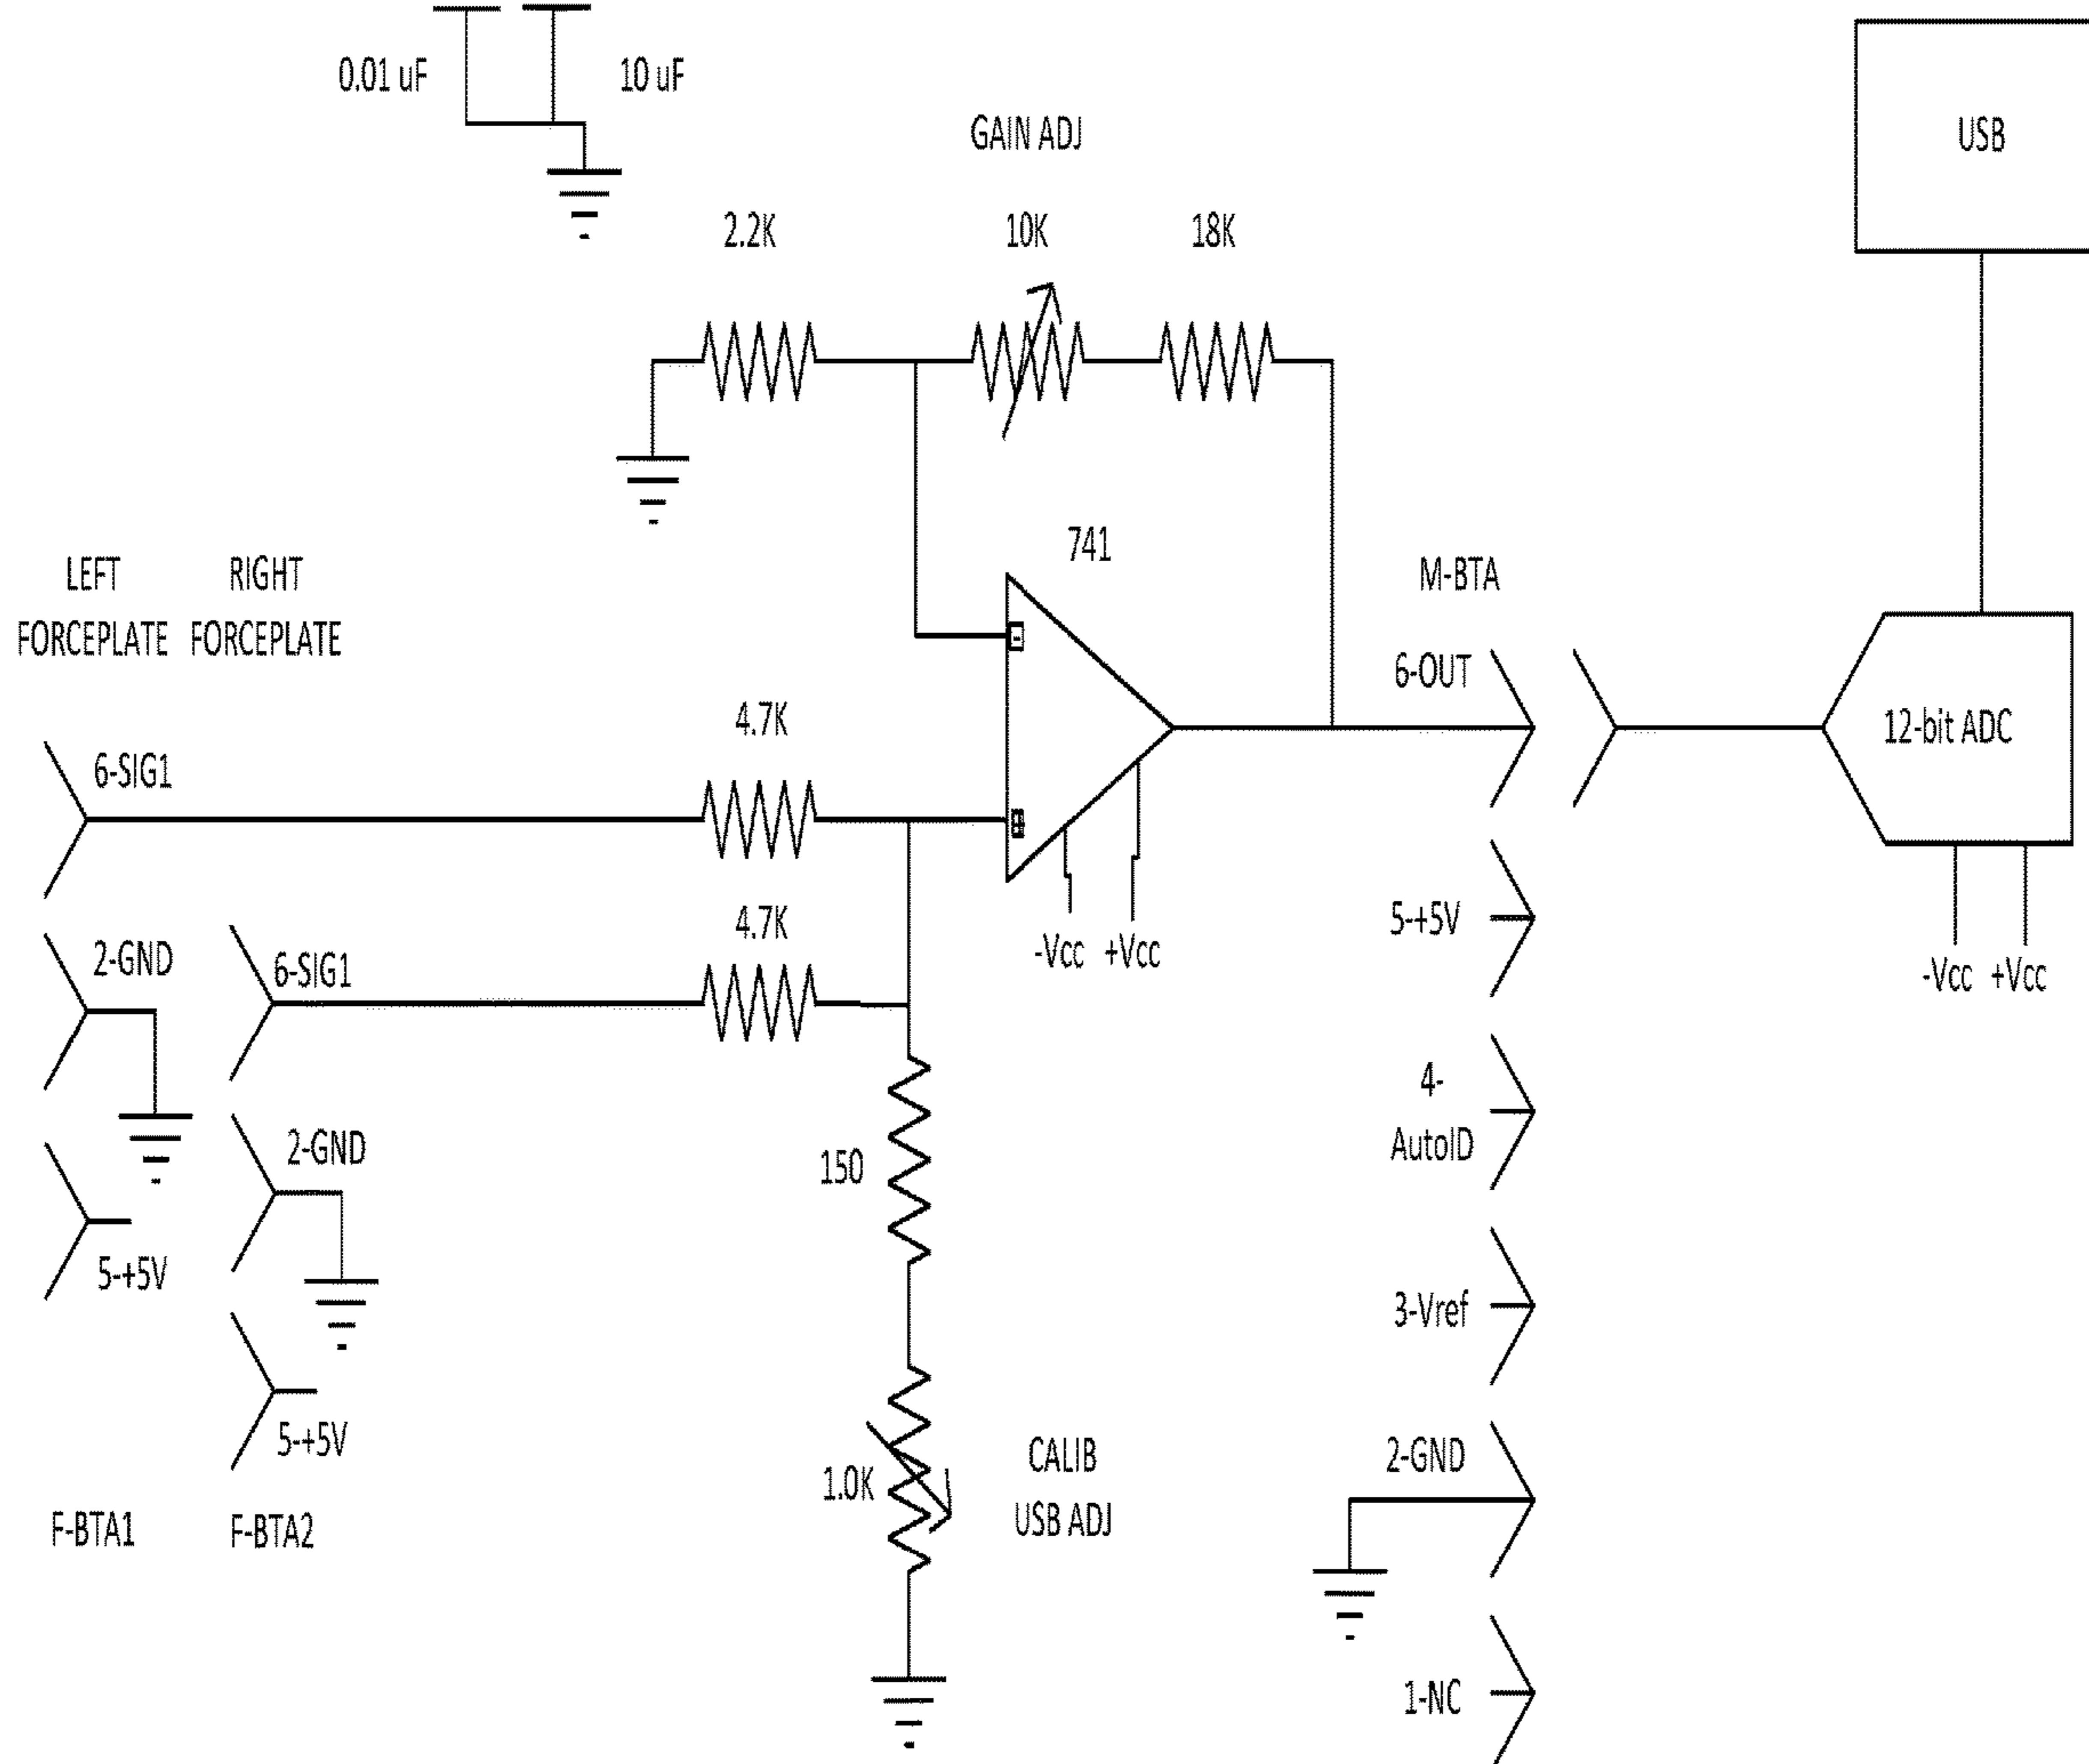 0.01 uF
10 uF
USB
GAIN ADJ
2.2K
10K
18K
741
LEFT
FORCEPLATE
RIGHT
FORCEPLATE
M-BTA
6-OUT
12-bit ADC
4.7K
6-SIG1
-
+
4.7K
2-GND
6-SIG1
-Vcc +Vcc
5-+5V
-Vcc +Vcc
4-
AutoID
2-GND
150
5-+5V
3-Vref
5-+5V
1.0K
CALIB
USB ADJ
2-GND
F-BTA1
F-BTA2
1-NC